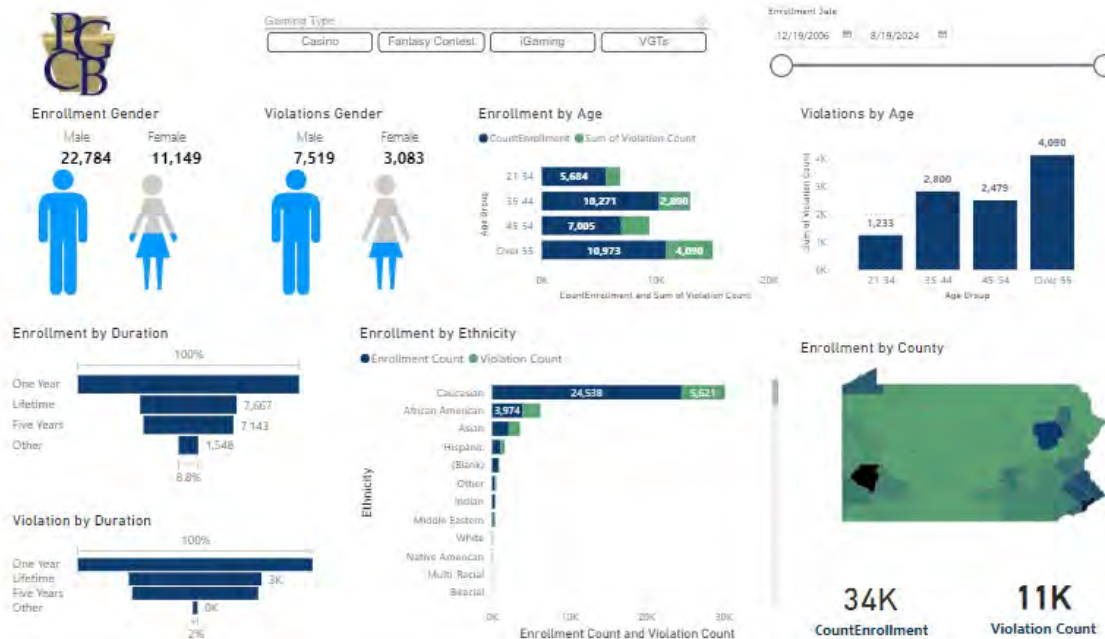 PGCB
Gaming Type
Casino
Fantasy Contest
iGaming
VGTs
Enrollment Date
12/19/2006
8/19/2024
Enrollment Gender
Male
Female
22,784
11,149
Violations Gender
Male
Female
7,519
3,083
Enrollment by Age
CountEnrollment
Sum of Violation Count
Age Group
21-34
5,684
35-44
10,271
2,800
45-54
7,005
Over 55
10,973
4,090
0K
10K
20K
CountEnrollment and Sum of Violation Count
Violations by Age
Sum of Violation Count
4K
3K
2K
1K
0K
1,233
2,800
2,479
4,090
21-34
35-44
45-54
Over 55
Age Group
Enrollment by Duration
100%
One Year
Lifetime
7,667
Five Years
7,143
Other
1,548
8.8%
Violation by Duration
100%
One Year
Lifetime
3K
Five Years
Other
0K
2%
Enrollment by Ethnicity
Enrollment Count
Violation Count
Ethnicity
Caucasian
24,538
5,621
African American
3,974
Asian
Hispanic
(Blank)
Other
Indian
Middle Eastern
White
Native American
Multi Racial
Biracial
0K
10K
20K
30K
Enrollment Count and Violation Count
Enrollment by County
34K
CountEnrollment
11K
Violation Count